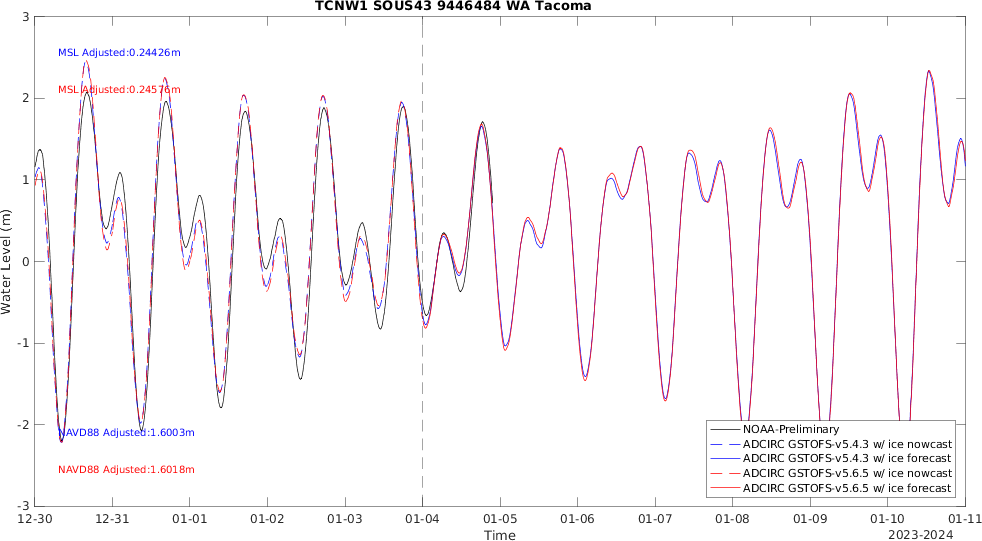 TCNW1 SOUS43 9446484 WA Tacoma
MSL Adjusted:0.24426m
MSL Adjusted:0.24576m
NAVD88 Adjusted:1.6003m
NAVD88 Adjusted:1.6018m
Water Level (m)
3
2
1
0
-1
-2
-3
NOAA-Preliminary
ADCIRC GSTOFS-v5.4.3 w/ ice nowcast
ADCIRC GSTOFS-v5.4.3 w/ ice forecast
ADCIRC GSTOFS-v5.6.5 w/ ice nowcast
ADCIRC GSTOFS-v5.6.5 w/ ice forecast
12-30 12-31 01-01 01-02 01-03 01-04 01-05 01-06 01-07 01-08 01-09 01-10 01-11
Time
2023-2024